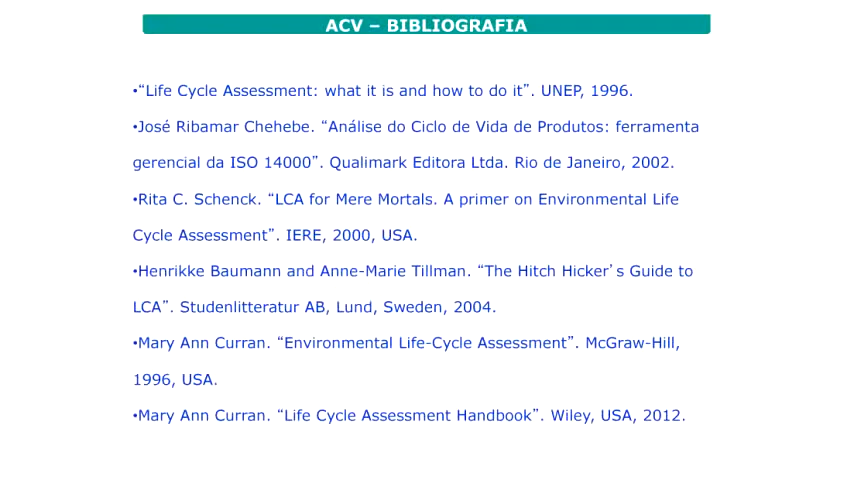 ACV – BIBLIOGRAFIA
•“Life Cycle Assessment: what it is and how to do it”. UNEP, 1996.
•José Ribamar Chehebe. “Análise do Ciclo de Vida de Produtos: ferramenta
gerencial da ISO 14000”. Qualimark Editora Ltda. Rio de Janeiro, 2002.
•Rita C. Schenck. “LCA for Mere Mortals. A primer on Environmental Life
Cycle Assessment”. IERE, 2000, USA.
•Henrikke Baumann and Anne-Marie Tillman. “The Hitch Hicker’s Guide to
LCA”. Studenlitteratur AB, Lund, Sweden, 2004.
•Mary Ann Curran. “Environmental Life-Cycle Assessment”. McGraw-Hill,
1996, USA.
•Mary Ann Curran. “Life Cycle Assessment Handbook”. Wiley, USA, 2012.